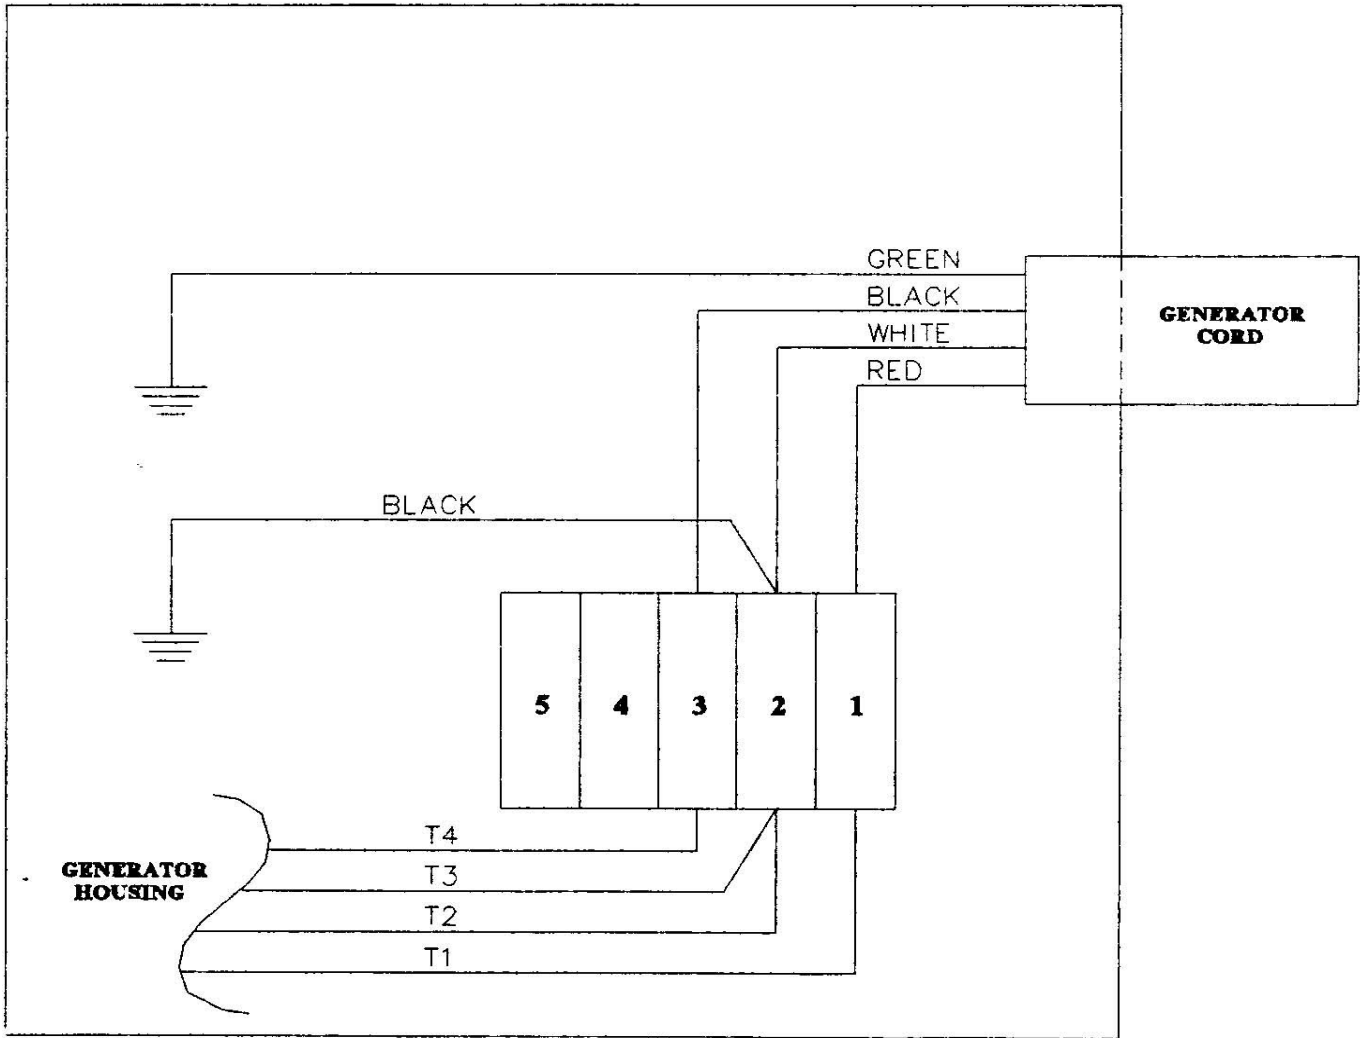 GREEN
BLACK
WHITE
RED
GENERATOR
CORD
BLACK
5 4 3 2 1
T4
T3
T2
T1
GENERATOR
HOUSING